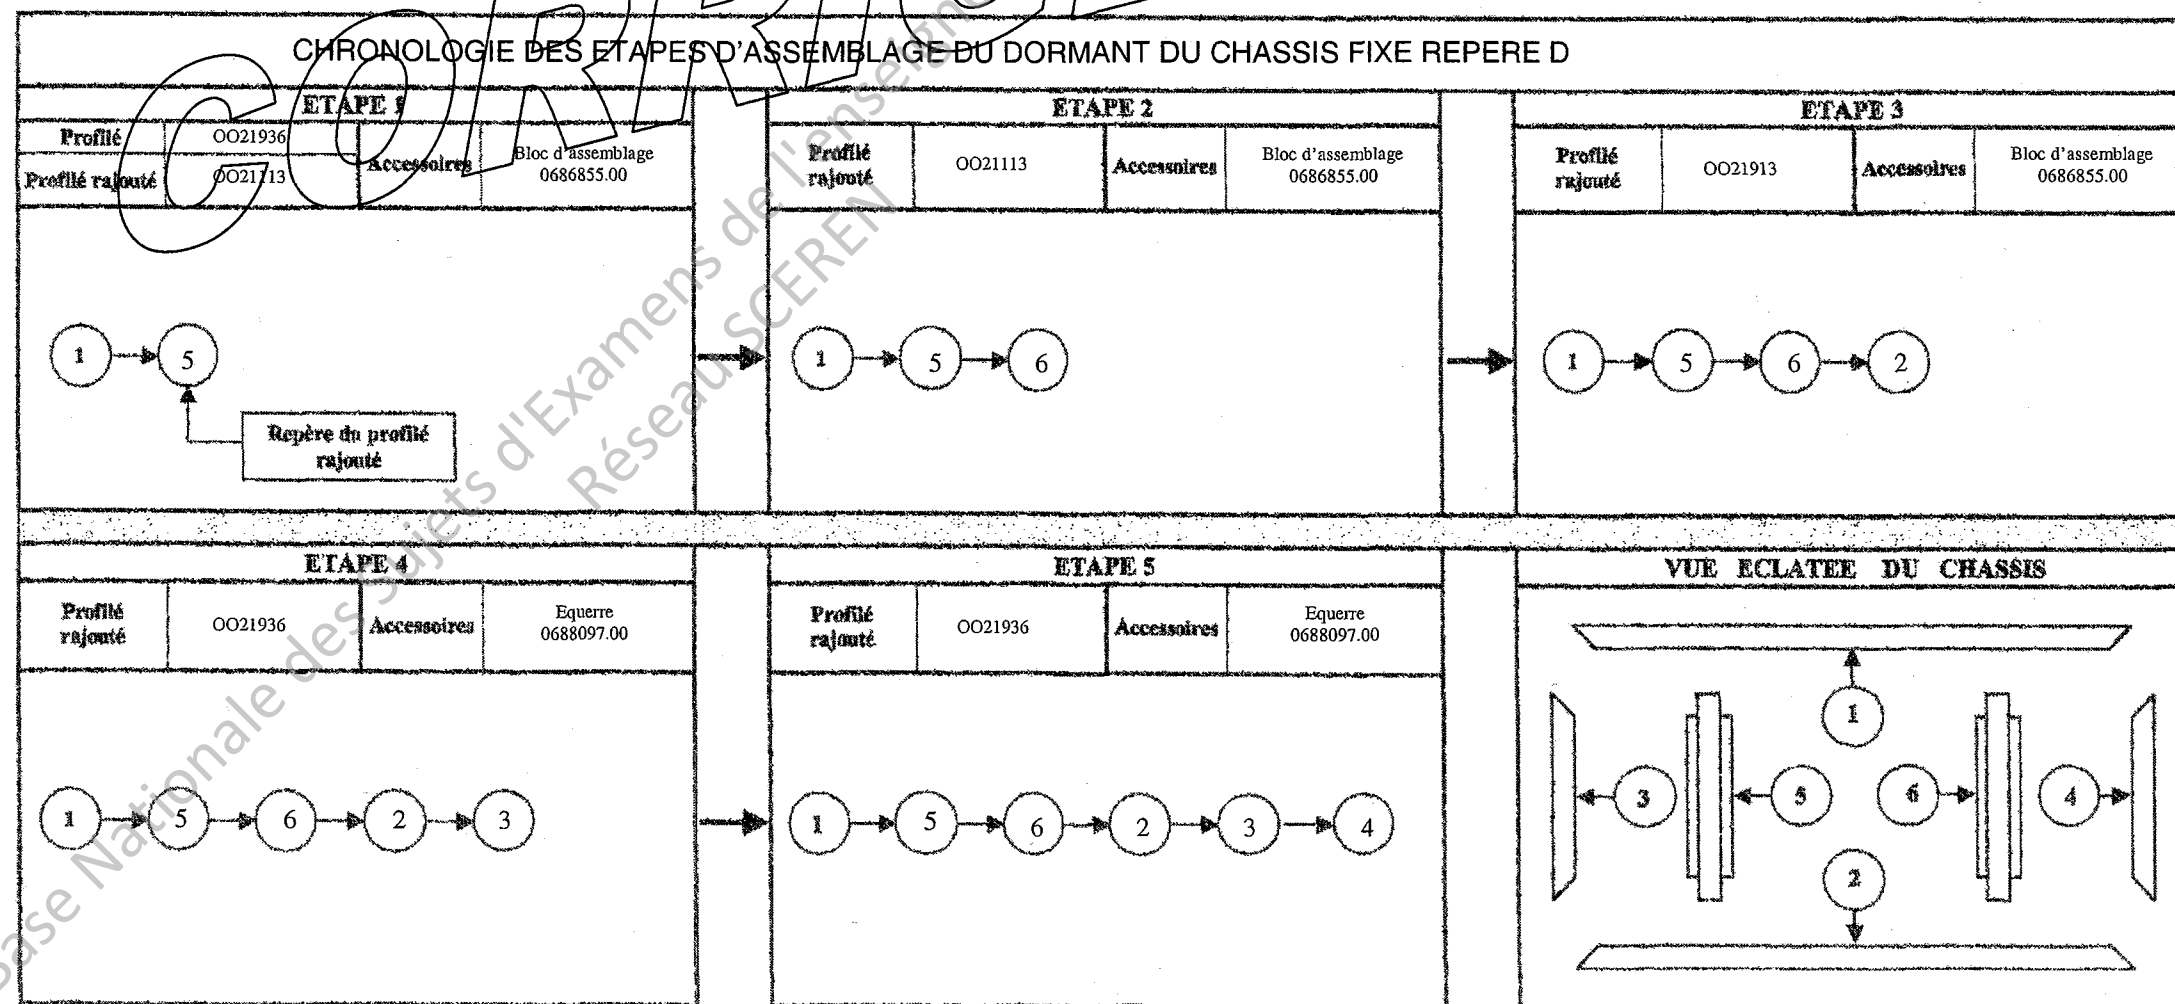 CORRIGE
CHRONOLOGIE DES ETAPES D'ASSEMBLAGE DU DORMANT DU CHASSIS FIXE REPERE D
ETAPE 1
Profilé
OO21936
Profilé rajouté
OO21113
Accessoires
Bloc d'assemblage
0686855.00
1
5
Repère du profilé
rajouté
ETAPE 2
Profilé
rajouté
OO21113
Accessoires
Bloc d'assemblage
0686855.00
1
5
6
ETAPE 3
Profilé
rajouté
OO21913
Accessoires
Bloc d'assemblage
0686855.00
1
5
6
2
ETAPE 4
Profilé
rajouté
OO21936
Accessoires
Equerre
0688097.00
1
5
6
2
3
ETAPE 5
Profilé
rajouté
OO21936
Accessoires
Equerre
0688097.00
1
5
6
2
3
4
VUE ECLATEE DU CHASSIS
1
3
5
6
4
2
Base Nationale des Sujets d'Examens de l'enseigne
Réseau SCEREN